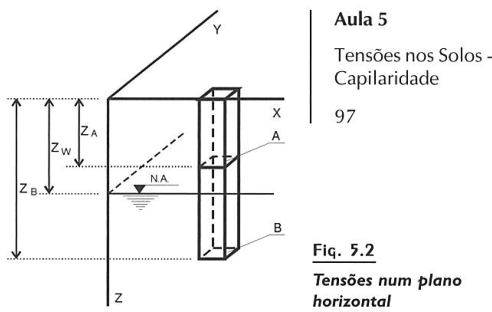 Aula 5
Tensões nos Solos -
Capilaridade
97
Y
X
Z A
Z W
Z B
A
N.A.
B
Z
Fig. 5.2
Tensões num plano
horizontal